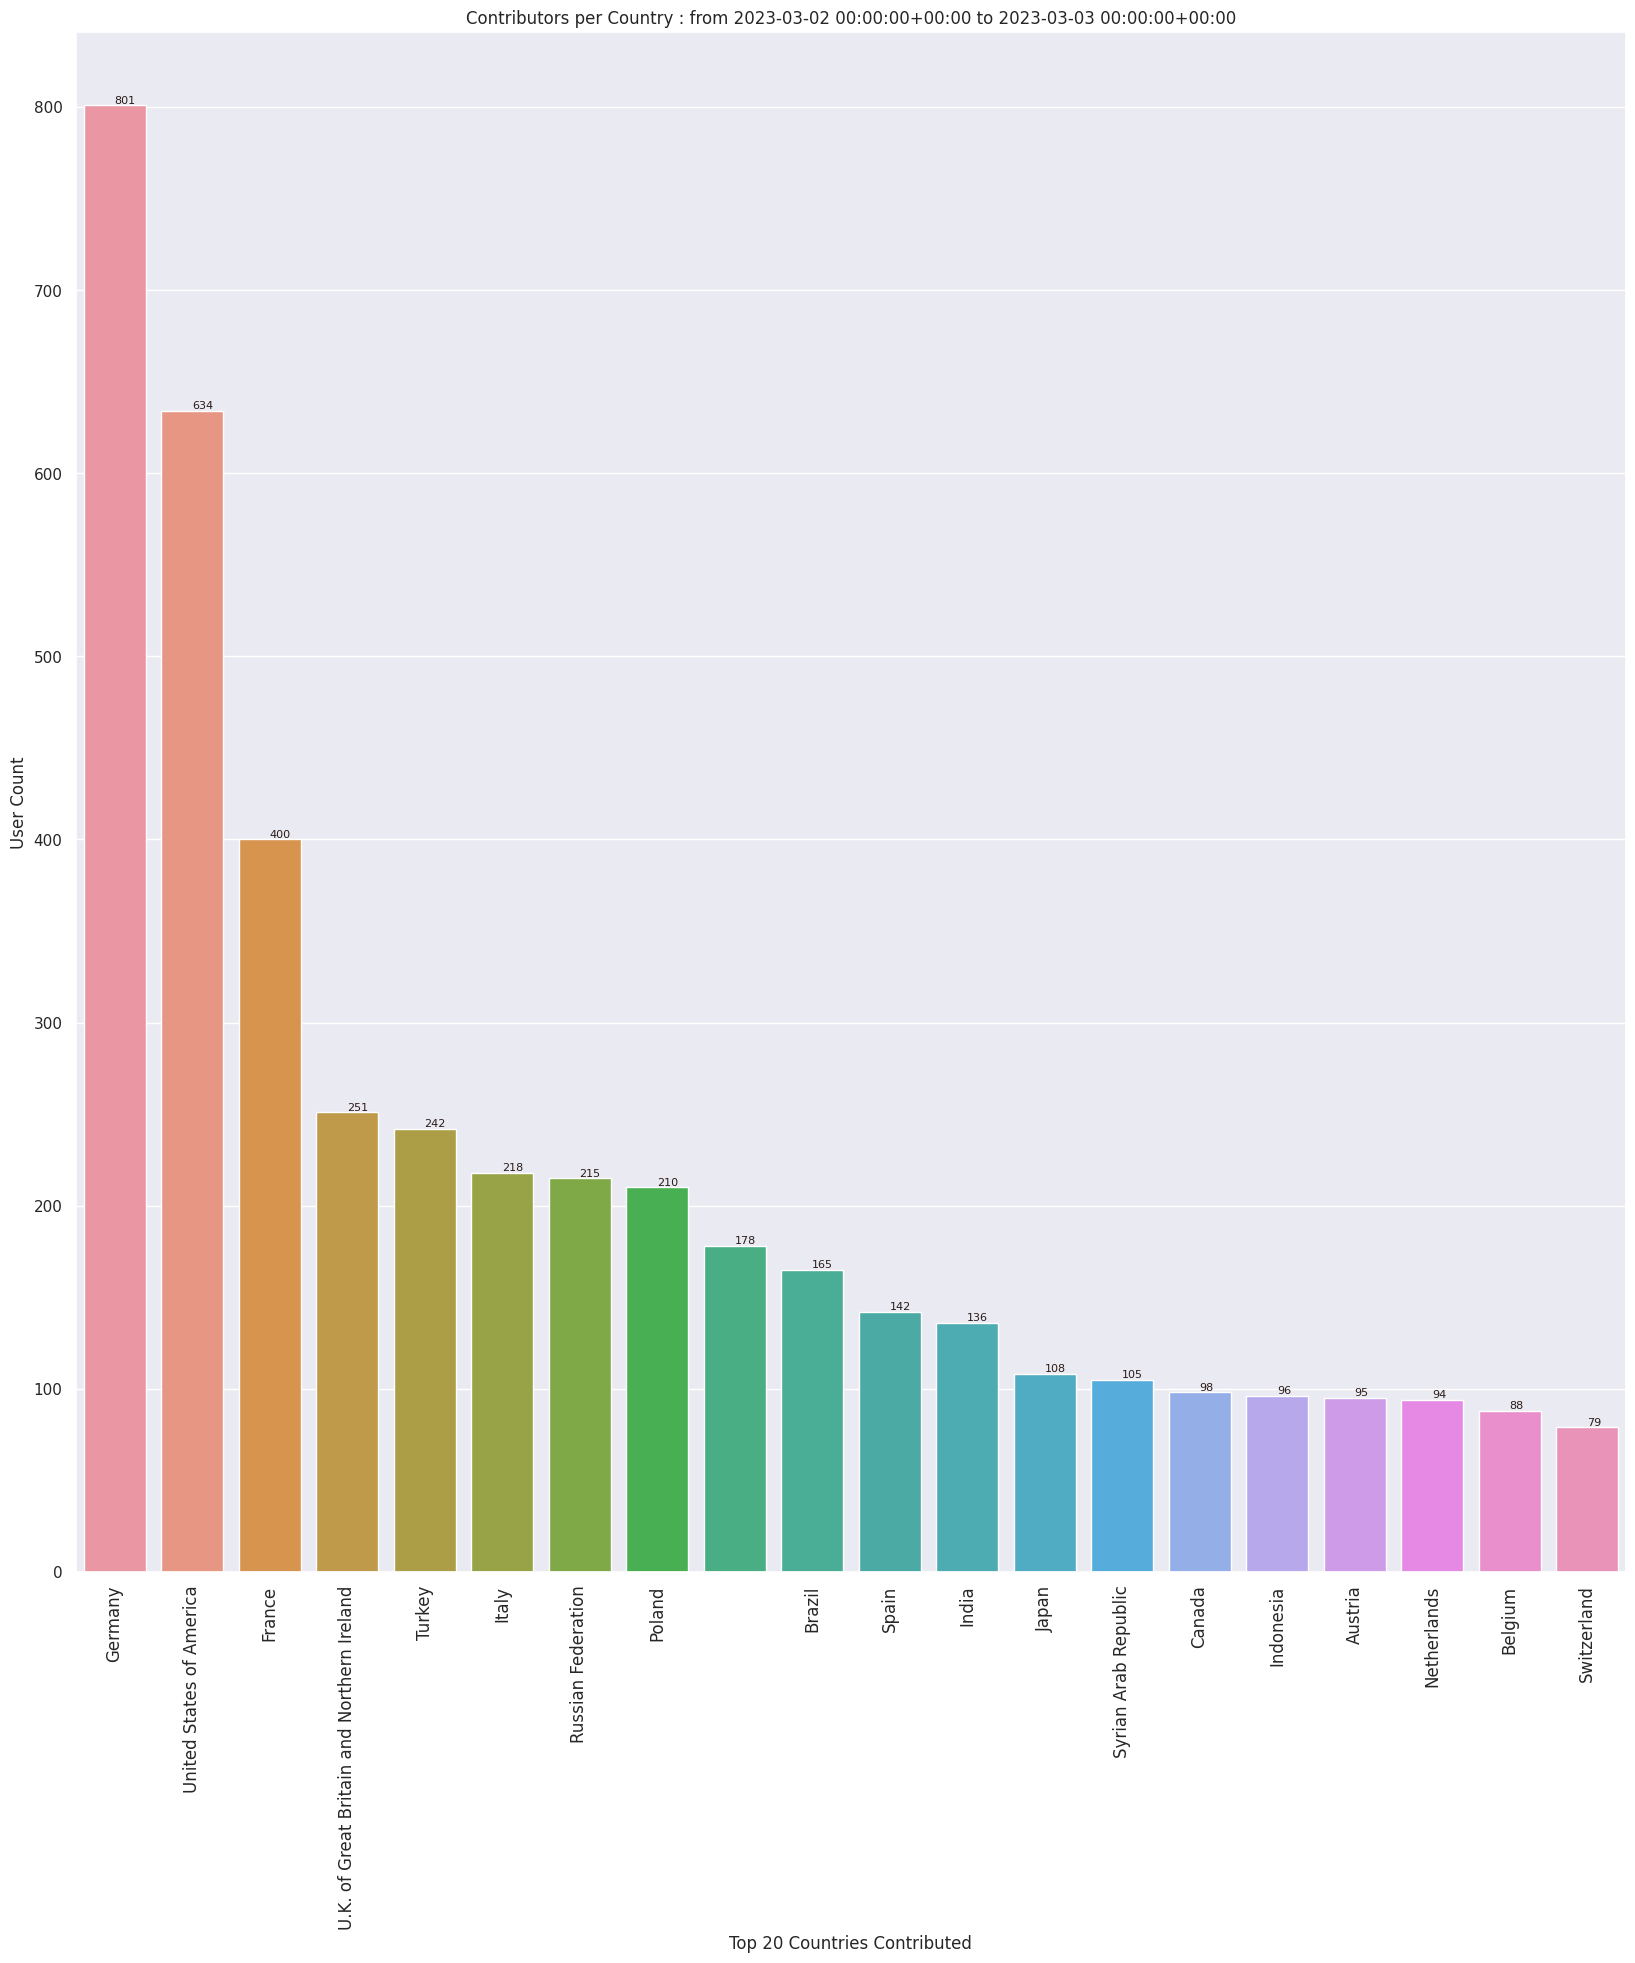 Contributors per Country : from 2023-03-02 00:00:00+00:00 to 2023-03-03 00:00:00+00:00
User Count
800
700
600
500
400
300
200
100
0
801
634
400
251
242
218
215
210
178
165
142
136
108
105
98
96
95
94
88
79
Germany
United States of America
France
U.K. of Great Britain and Northern Ireland
Turkey
Italy
Russian Federation
Poland
Brazil
Spain
India
Japan
Syrian Arab Republic
Canada
Indonesia
Austria
Netherlands
Belgium
Switzerland
Top 20 Countries Contributed